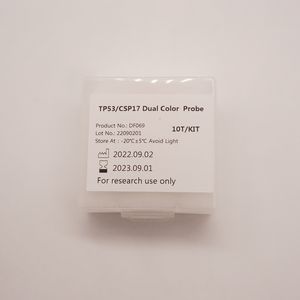 TP53/CSP17 Dual Color Probe
Product No.: DF069
10T/KIT
Lot No.: 22090201
Store At : -20℃±5℃ Avoid Light
2022.09.02
2023.09.01
For research use only